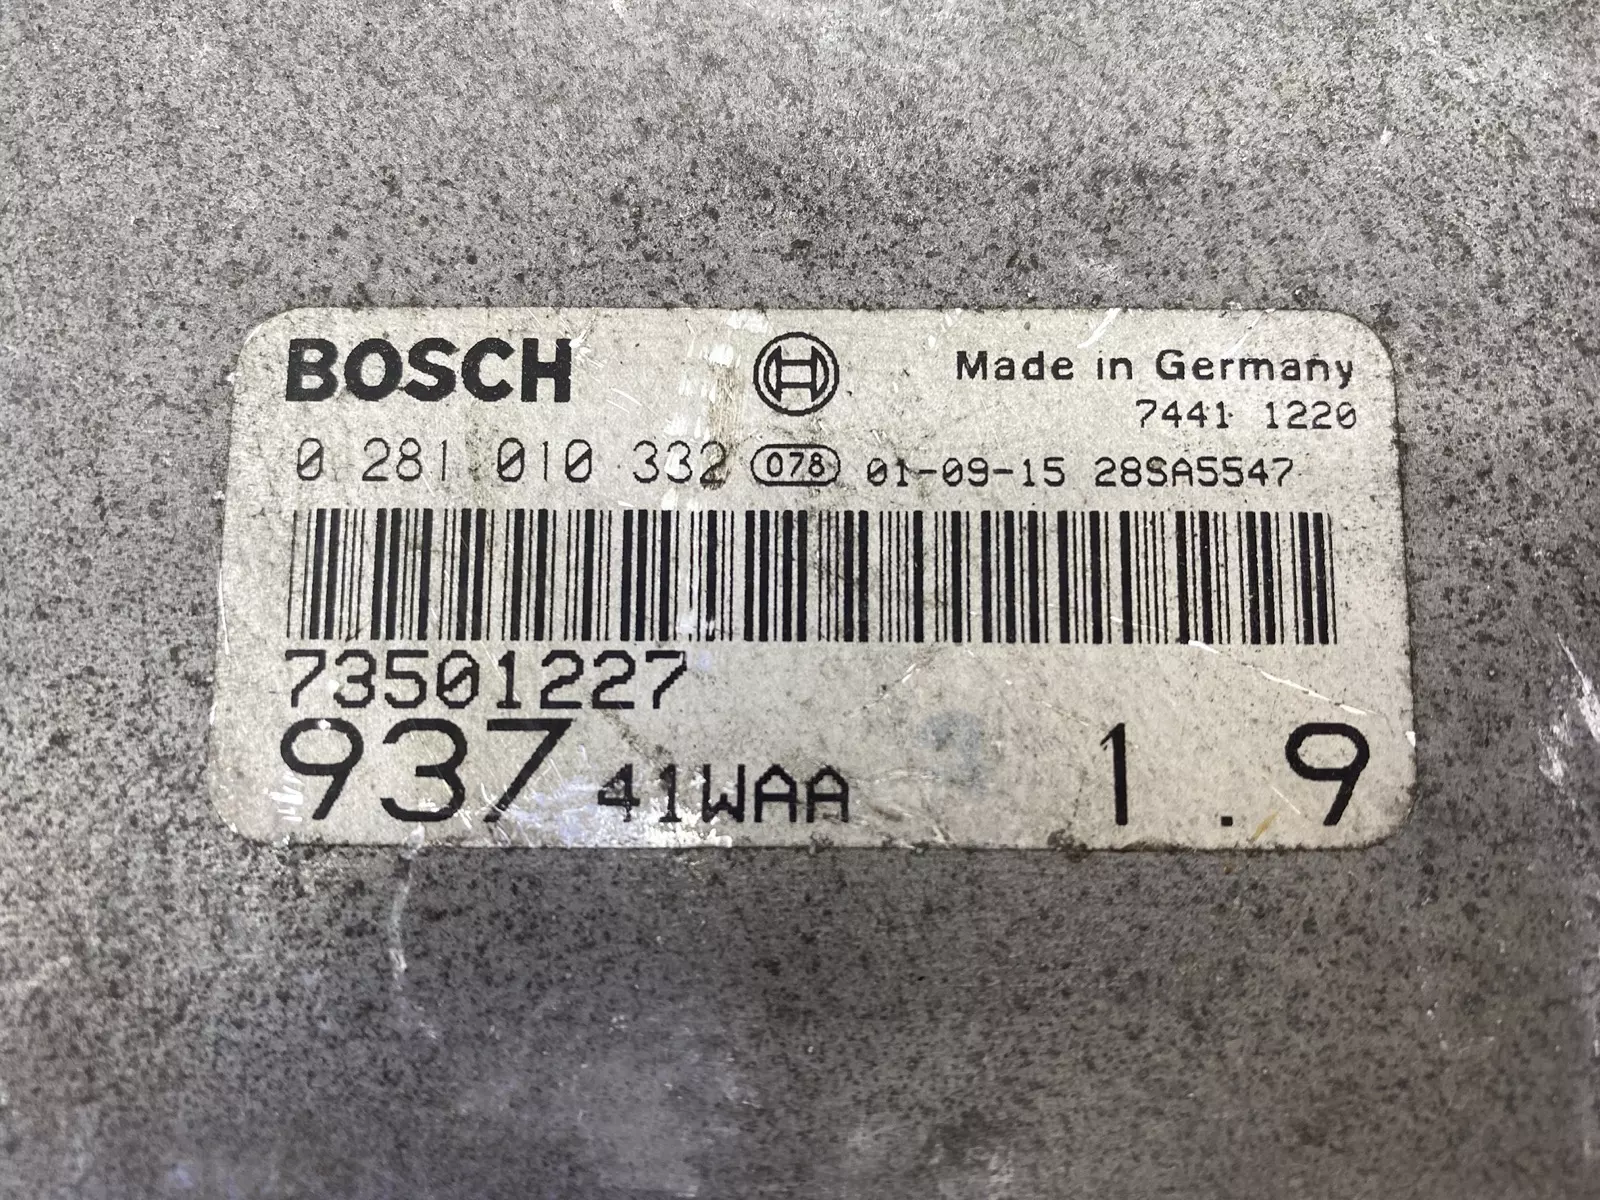 BOSCH Made in Germany
7441 1220
0 281 010 332 078 01-09-15 28SA5547
73501227
937 41WAA 1.9